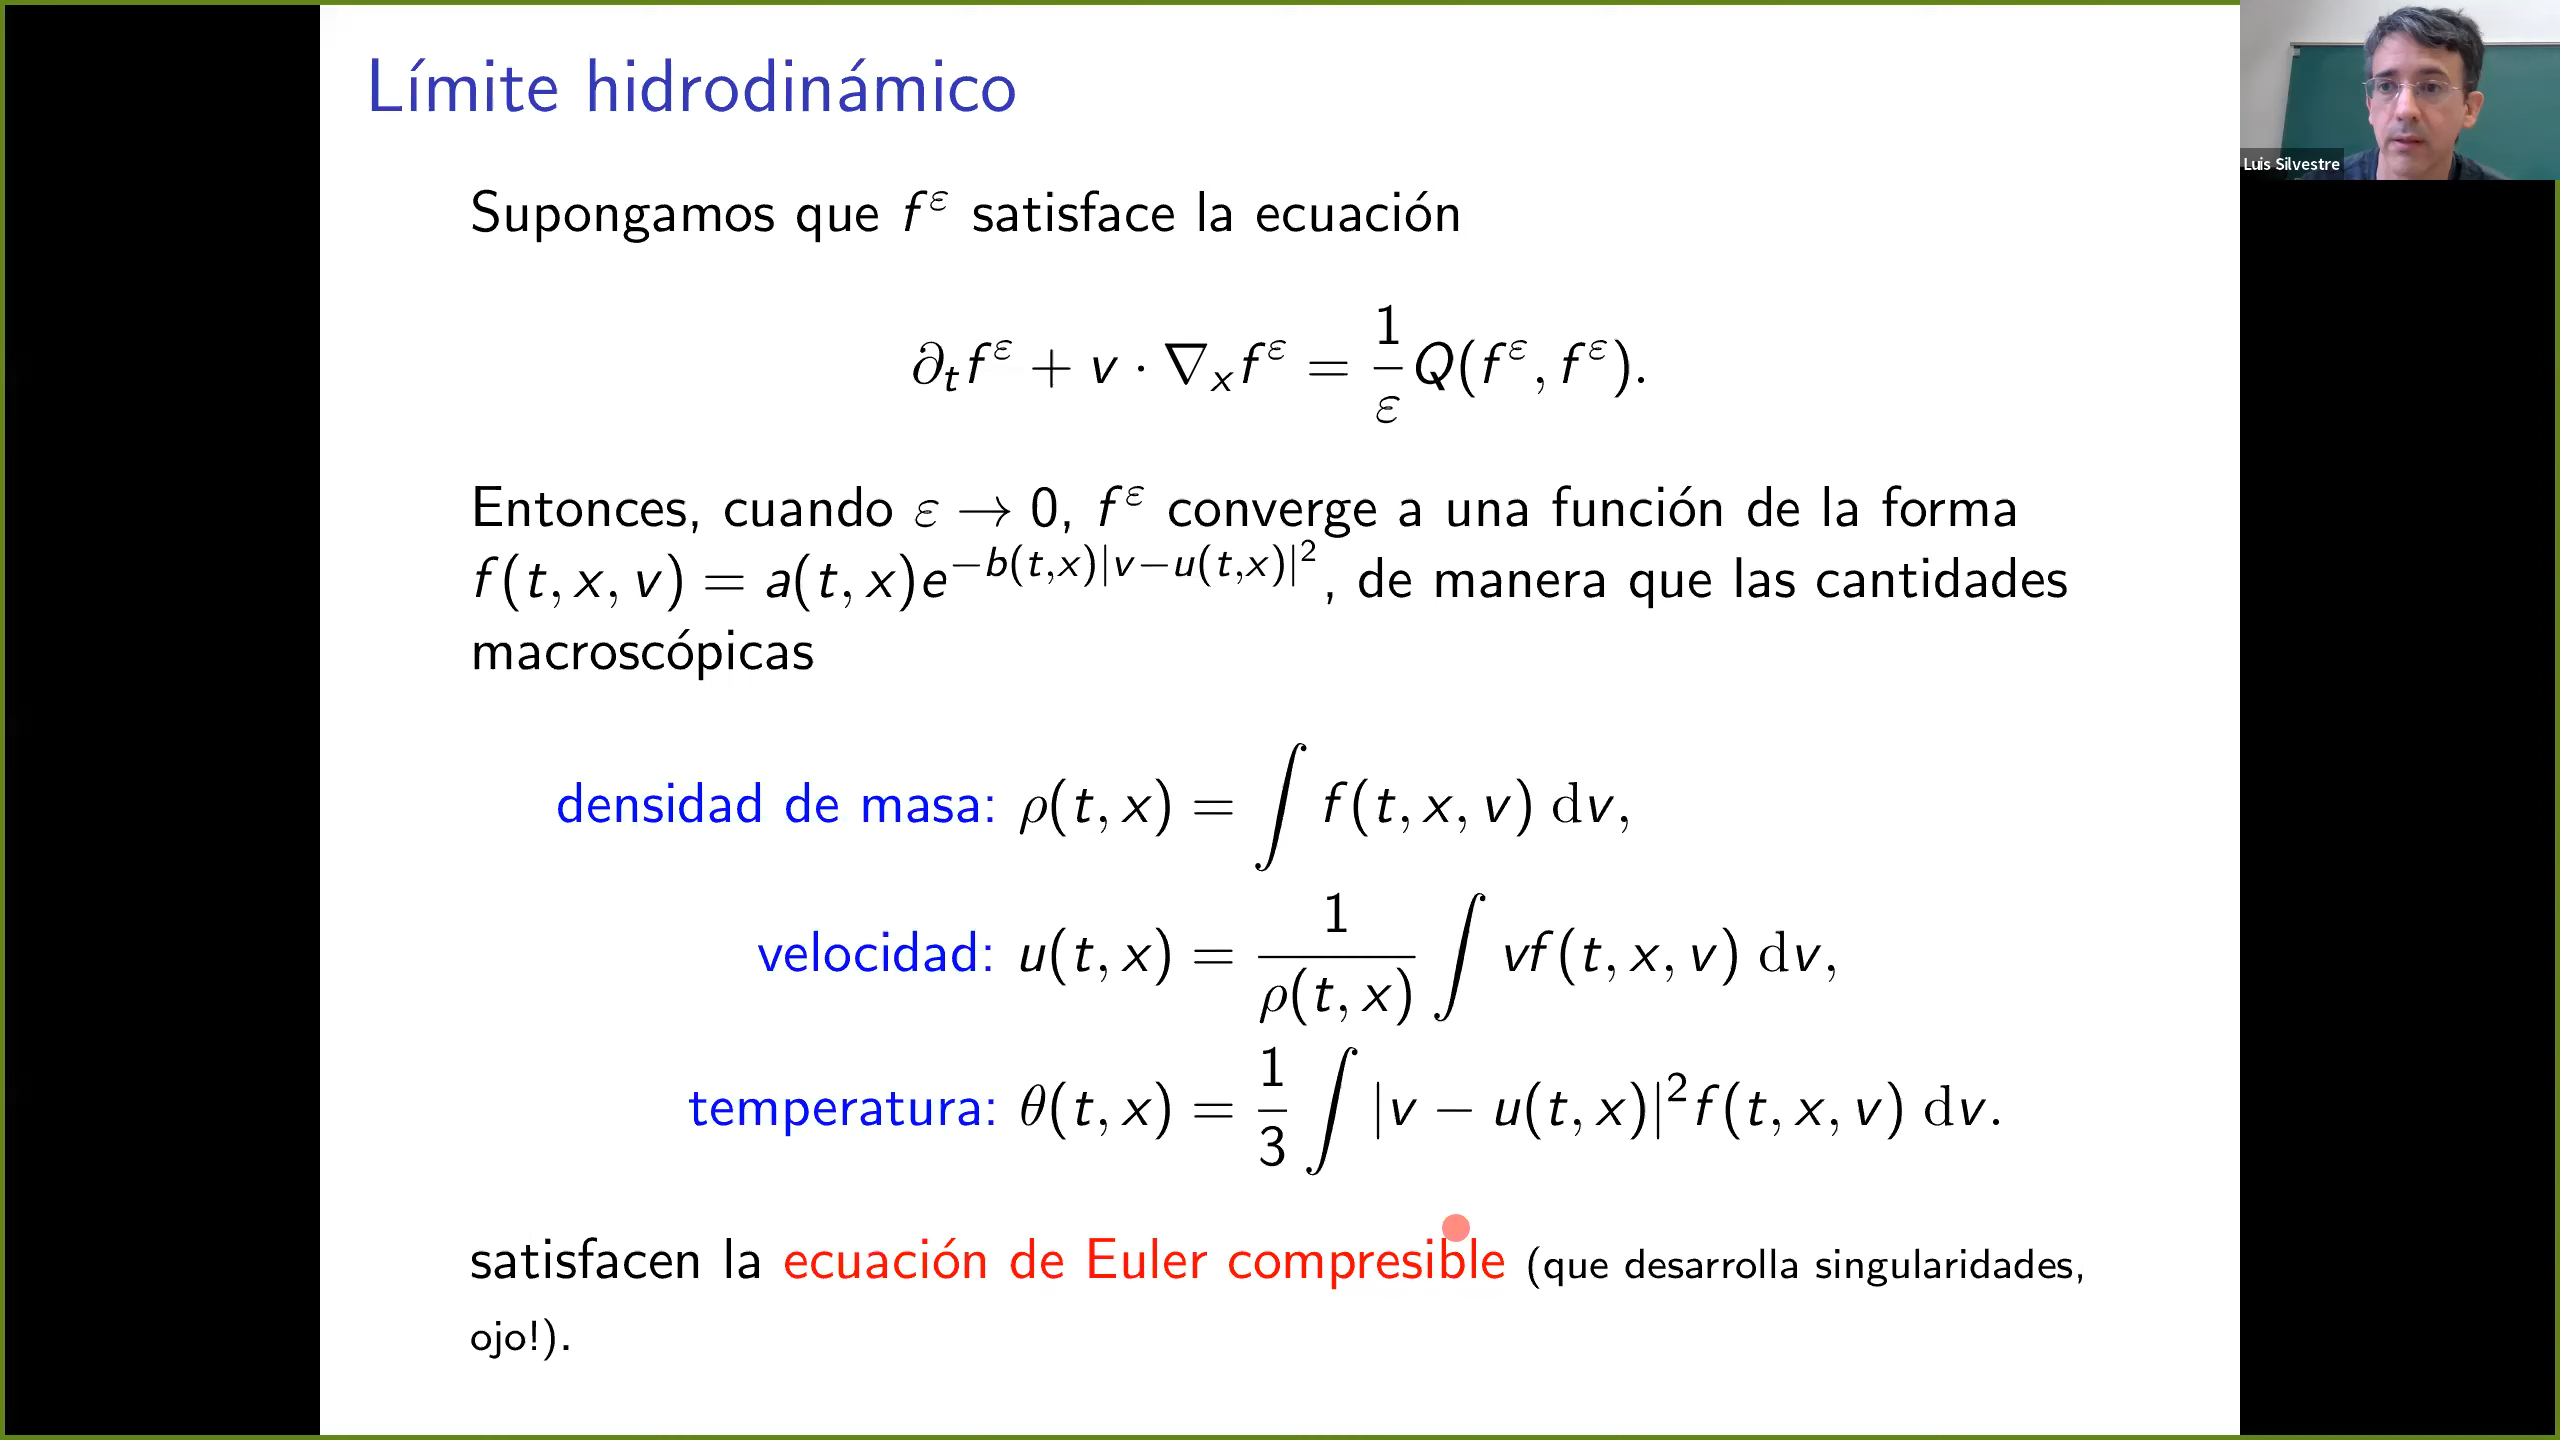 Límite hidrodinámico
Luis Silvestre
Supongamos que f^ε satisface la ecuación
∂_t f^ε + v · ∇_x f^ε = 1/ε Q(f^ε, f^ε).
Entonces, cuando ε → 0, f^ε converge a una función de la forma
f(t, x, v) = a(t, x)e^{−b(t,x)|v−u(t,x)|^2}, de manera que las cantidades
macroscópicas
densidad de masa: ρ(t, x) = ∫ f(t, x, v) dv,
velocidad: u(t, x) = 1/ρ(t, x) ∫ vf(t, x, v) dv,
temperatura: θ(t, x) = 1/3 ∫ |v − u(t, x)|^2 f(t, x, v) dv.
satisfacen la ecuación de Euler compresible (que desarrolla singularidades,
ojo!).